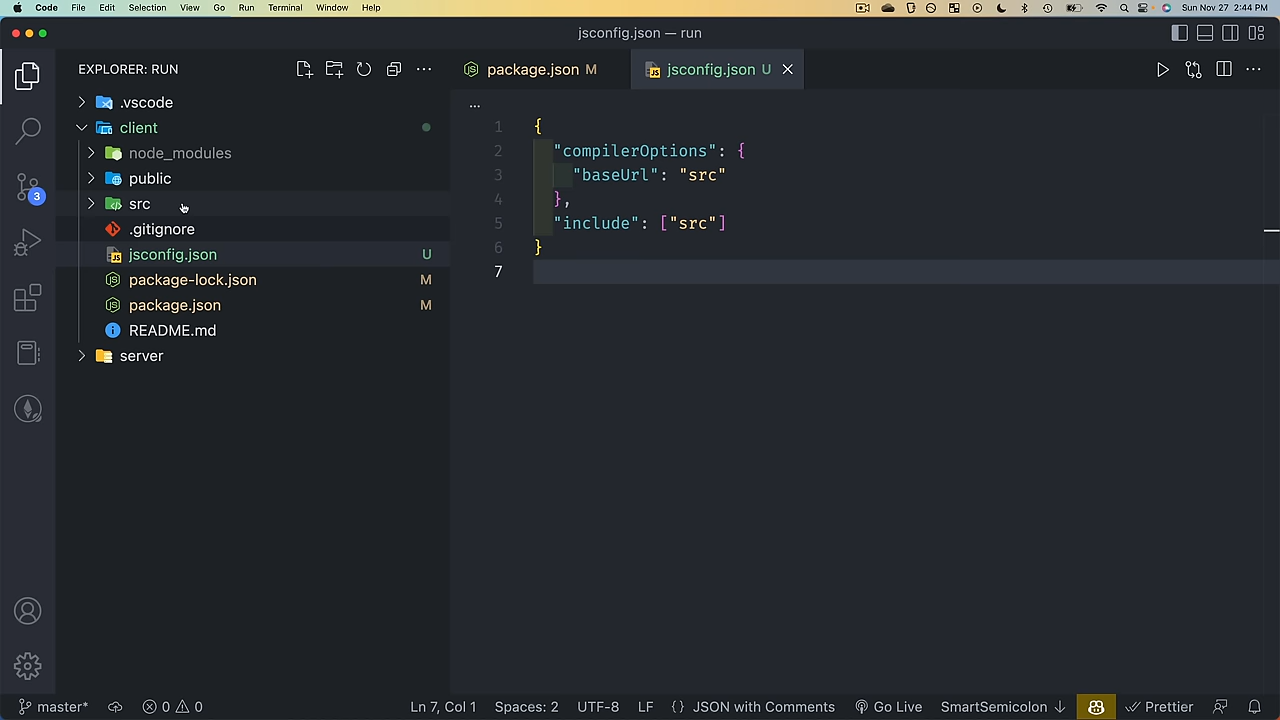 Code File Edit Selection View Go Run Terminal Window Help Sun Nov 27 2:44 PM
jsconfig.json — run
EXPLORER: RUN
package.json M
jsconfig.json U
.vscode
client
node_modules
public
src
.gitignore
jsconfig.json U
package-lock.json M
package.json M
README.md
server
3
...
1 {
2 "compilerOptions": {
3 "baseUrl": "src"
4 },
5 "include": ["src"]
6 }
7
master* 0 0 Ln 7, Col 1 Spaces: 2 UTF-8 LF {} JSON with Comments Go Live SmartSemicolon ↓ Prettier